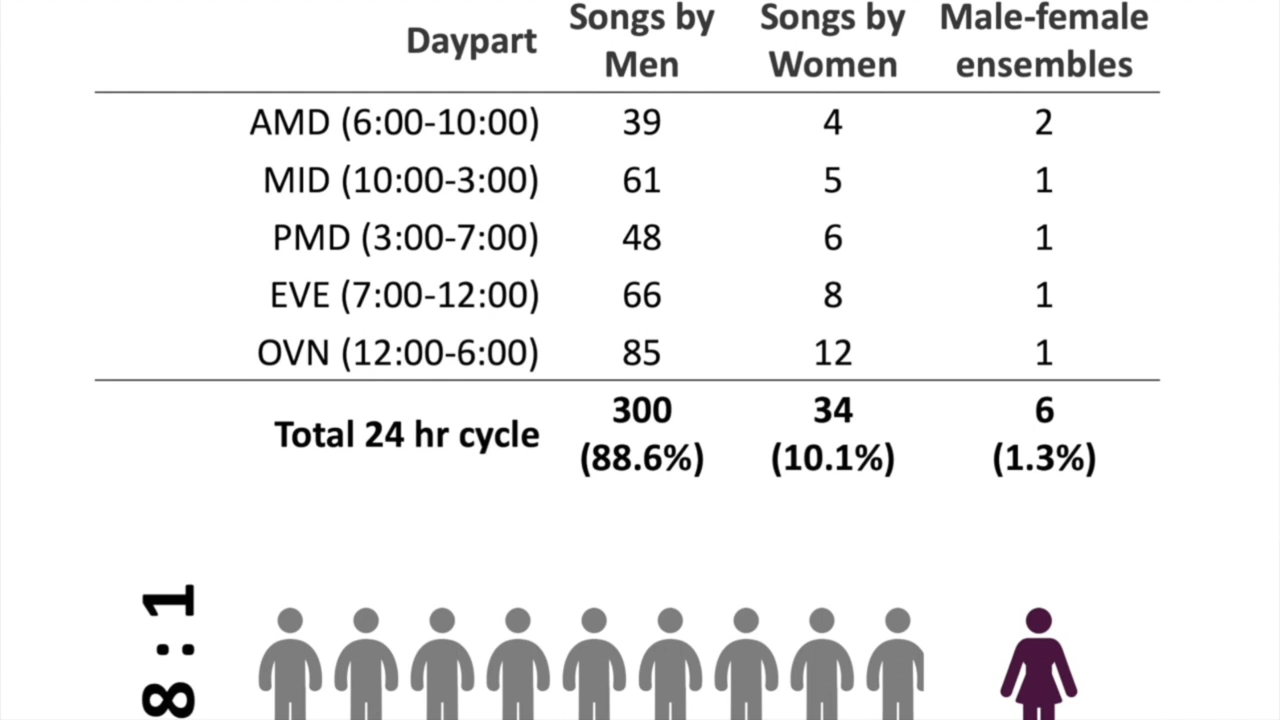 Daypart Songs by Men Songs by Women Male-female ensembles
AMD (6:00-10:00) 39 4 2
MID (10:00-3:00) 61 5 1
PMD (3:00-7:00) 48 6 1
EVE (7:00-12:00) 66 8 1
OVN (12:00-6:00) 85 12 1
Total 24 hr cycle 300 (88.6%) 34 (10.1%) 6 (1.3%)
8 : 1